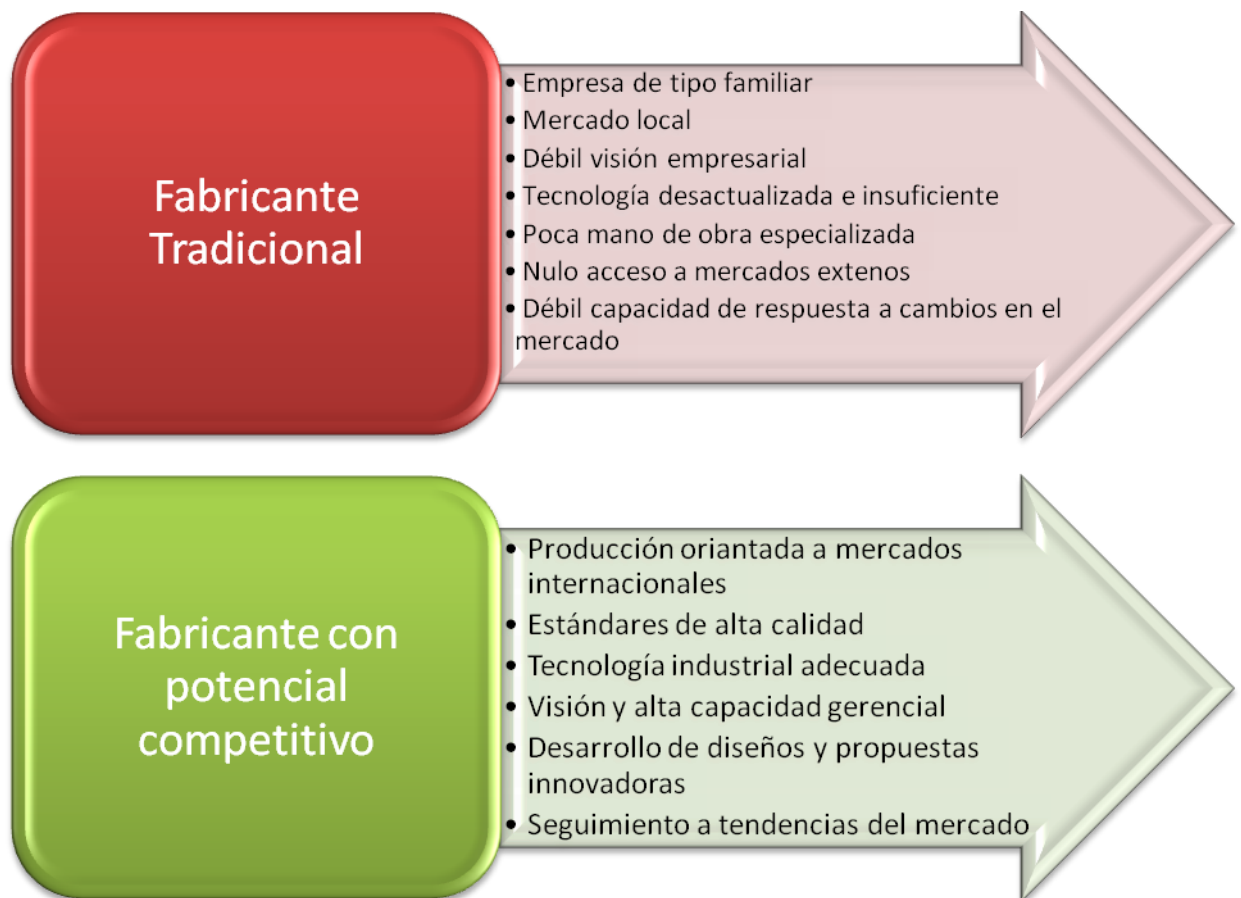 Fabricante
Tradicional
• Empresa de tipo familiar
• Mercado local
• Débil visión empresarial
• Tecnología desactualizada e insuficiente
• Poca mano de obra especializada
• Nulo acceso a mercados extenos
• Débil capacidad de respuesta a cambios en el
mercado
Fabricante con
potencial
competitivo
• Producción oriantada a mercados
internacionales
• Estándares de alta calidad
• Tecnología industrial adecuada
• Visión y alta capacidad gerencial
• Desarrollo de diseños y propuestas
innovadoras
• Seguimiento a tendencias del mercado